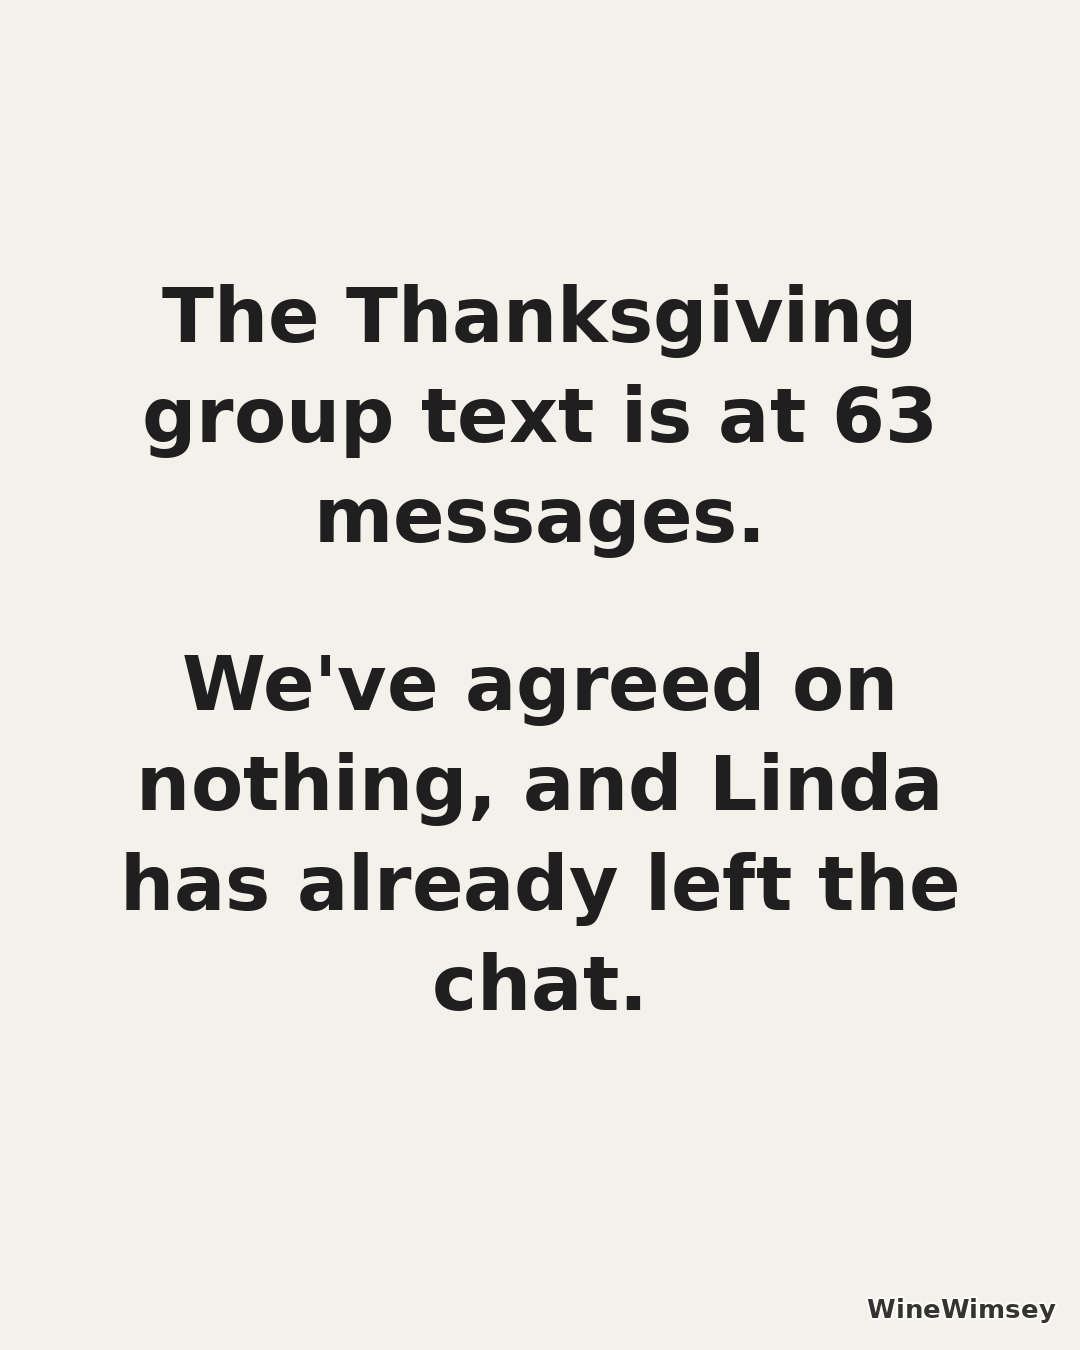 The Thanksgiving
group text is at 63
messages.
We've agreed on
nothing, and Linda
has already left the
chat.
WineWimsey